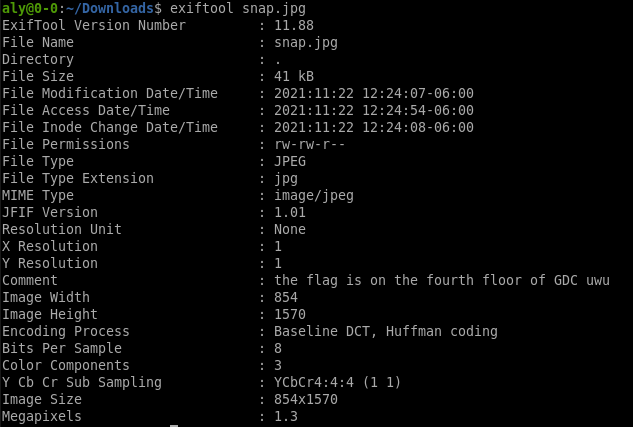 aly@0-0:~/Downloads$ exiftool snap.jpg
ExifTool Version Number         : 11.88
File Name                       : snap.jpg
Directory                       : .
File Size                       : 41 kB
File Modification Date/Time     : 2021:11:22 12:24:07-06:00
File Access Date/Time           : 2021:11:22 12:24:54-06:00
File Inode Change Date/Time     : 2021:11:22 12:24:08-06:00
File Permissions                : rw-rw-r--
File Type                       : JPEG
File Type Extension             : jpg
MIME Type                       : image/jpeg
JFIF Version                    : 1.01
Resolution Unit                 : None
X Resolution                    : 1
Y Resolution                    : 1
Comment                         : the flag is on the fourth floor of GDC uwu
Image Width                     : 854
Image Height                    : 1570
Encoding Process                : Baseline DCT, Huffman coding
Bits Per Sample                 : 8
Color Components                : 3
Y Cb Cr Sub Sampling            : YCbCr4:4:4 (1 1)
Image Size                      : 854x1570
Megapixels                      : 1.3